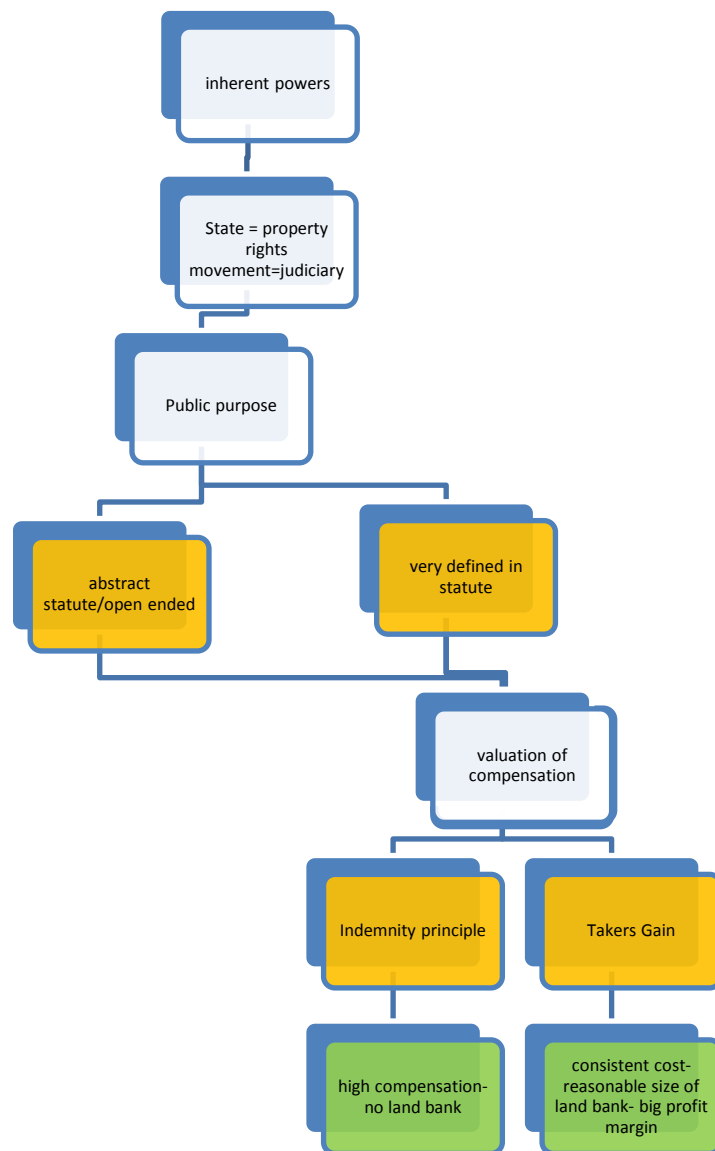 inherent powers
State = property
rights
movement=judiciary
Public purpose
abstract
statute/open ended
very defined in
statute
valuation of
compensation
Indemnity principle
Takers Gain
high compensation-
no land bank
consistent cost-
reasonable size of
land bank- big profit
margin